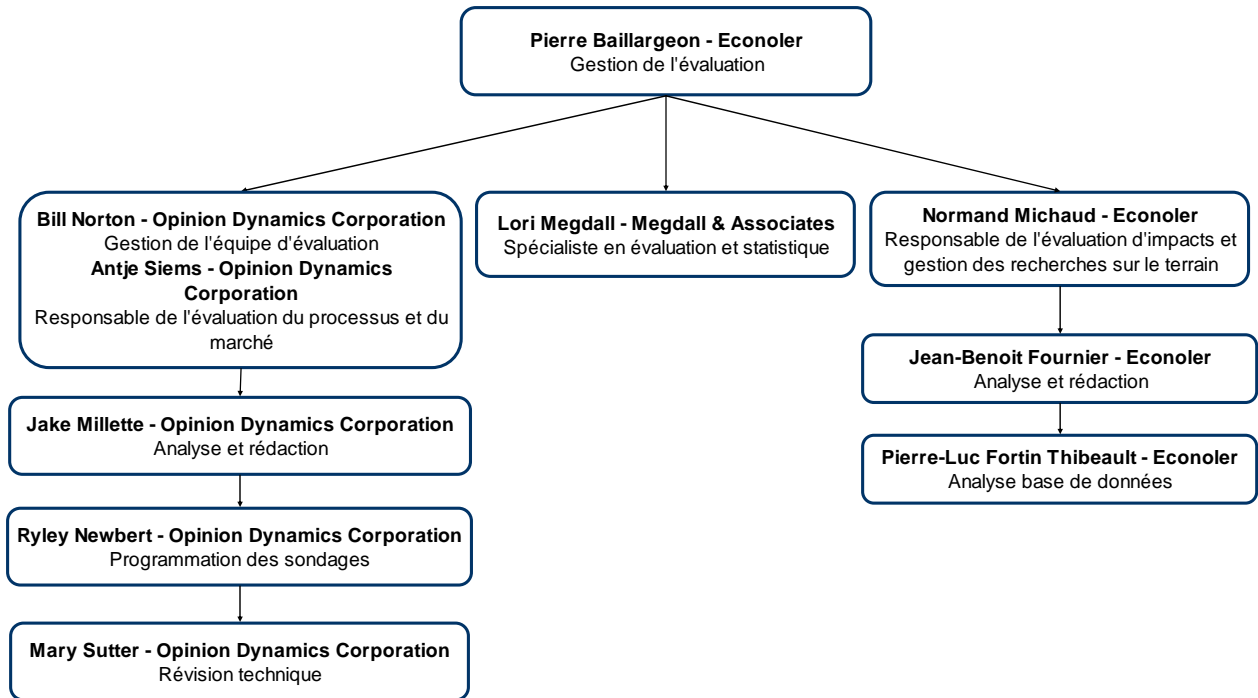 Pierre Baillargeon - Econoler
Gestion de l'évaluation
Bill Norton - Opinion Dynamics Corporation
Gestion de l'équipe d'évaluation
Antje Siems - Opinion Dynamics
Corporation
Responsable de l'évaluation du processus et du
marché
Lori Megdall - Megdall & Associates
Spécialiste en évaluation et statistique
Normand Michaud - Econoler
Responsable de l'évaluation d'impacts et
gestion des recherches sur le terrain
Jake Millette - Opinion Dynamics Corporation
Analyse et rédaction
Jean-Benoit Fournier - Econoler
Analyse et rédaction
Ryley Newbert - Opinion Dynamics Corporation
Programmation des sondages
Pierre-Luc Fortin Thibeault - Econoler
Analyse base de données
Mary Sutter - Opinion Dynamics Corporation
Révision technique